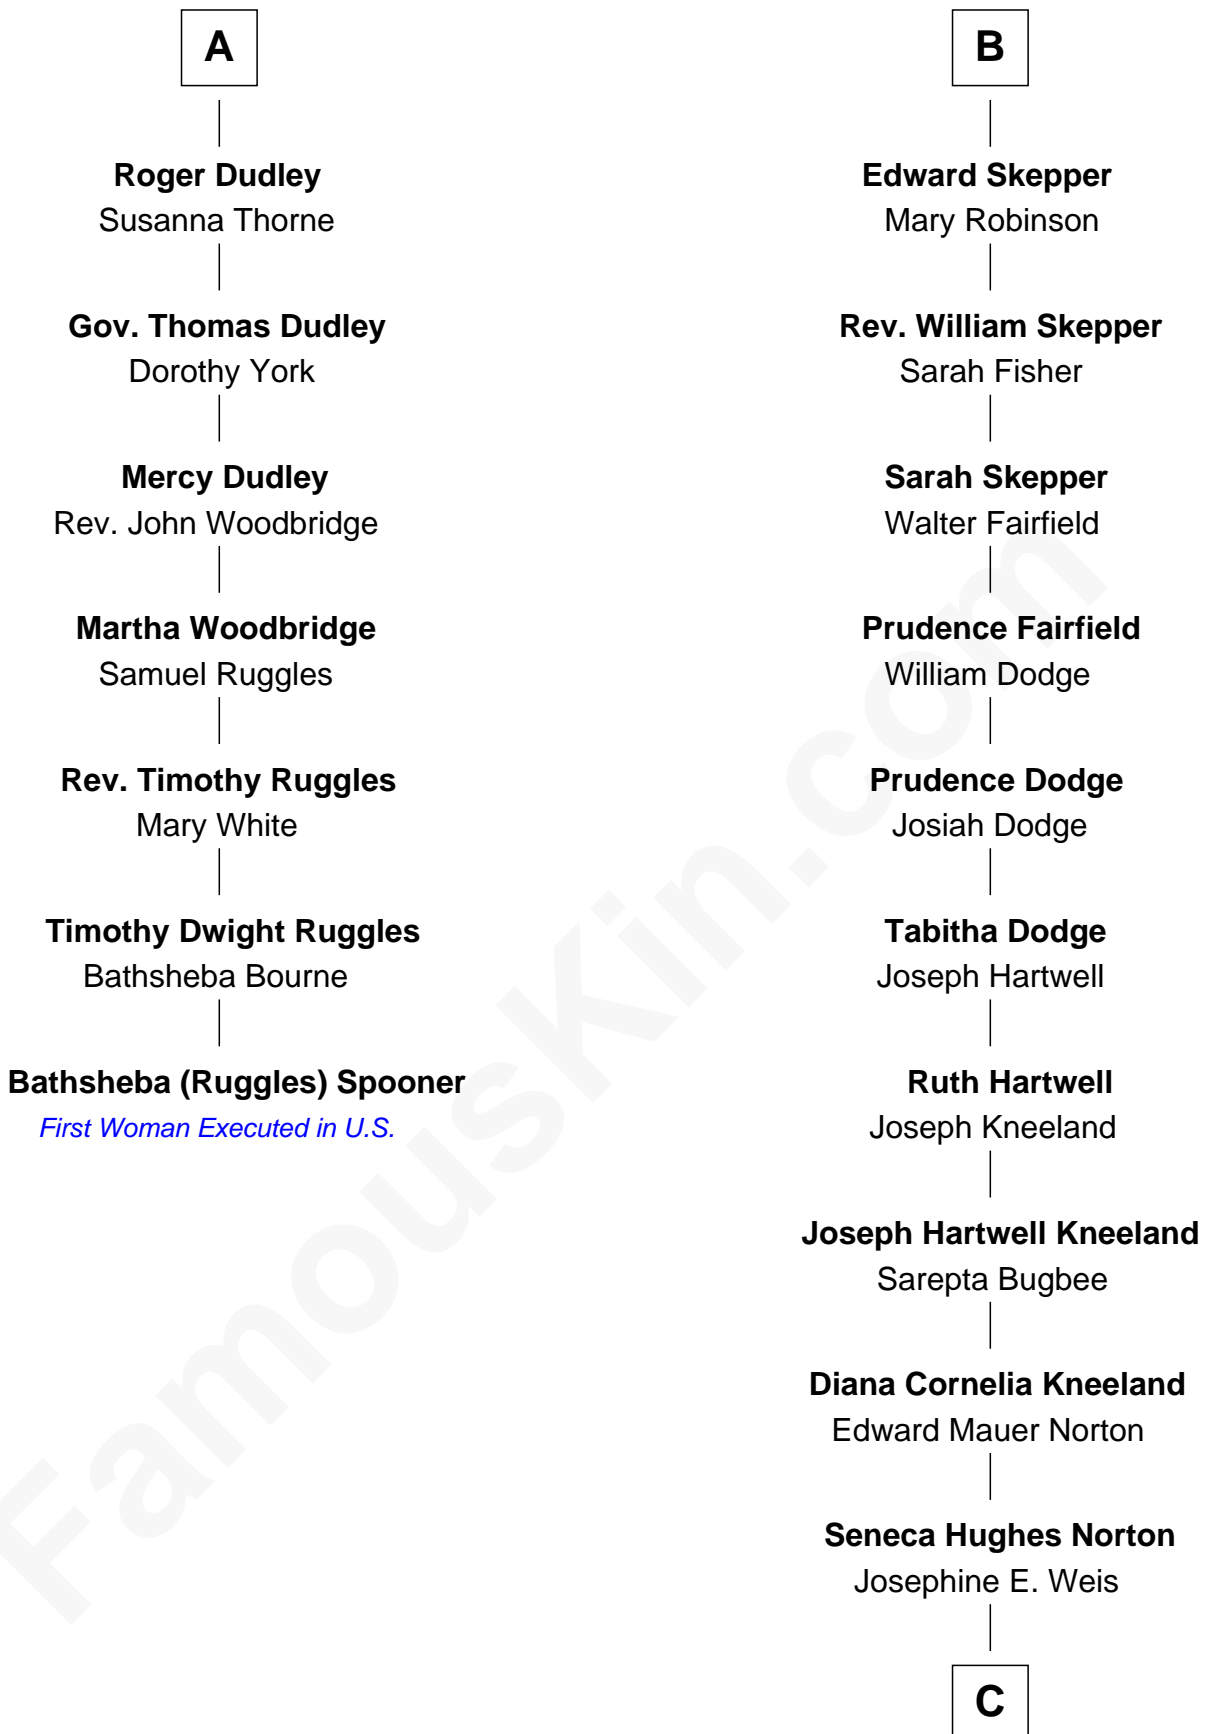 A
Roger Dudley
Susanna Thorne
Gov. Thomas Dudley
Dorothy York
Mercy Dudley
Rev. John Woodbridge
Martha Woodbridge
Samuel Ruggles
Rev. Timothy Ruggles
Mary White
Timothy Dwight Ruggles
Bathsheba Bourne
Bathsheba (Ruggles) Spooner
First Woman Executed in U.S.
B
Edward Skepper
Mary Robinson
Rev. William Skepper
Sarah Fisher
Sarah Skepper
Walter Fairfield
Prudence Fairfield
William Dodge
Prudence Dodge
Josiah Dodge
Tabitha Dodge
Joseph Hartwell
Ruth Hartwell
Joseph Kneeland
Joseph Hartwell Kneeland
Sarepta Bugbee
Diana Cornelia Kneeland
Edward Mauer Norton
Seneca Hughes Norton
Josephine E. Weis
C
FamousKin.com